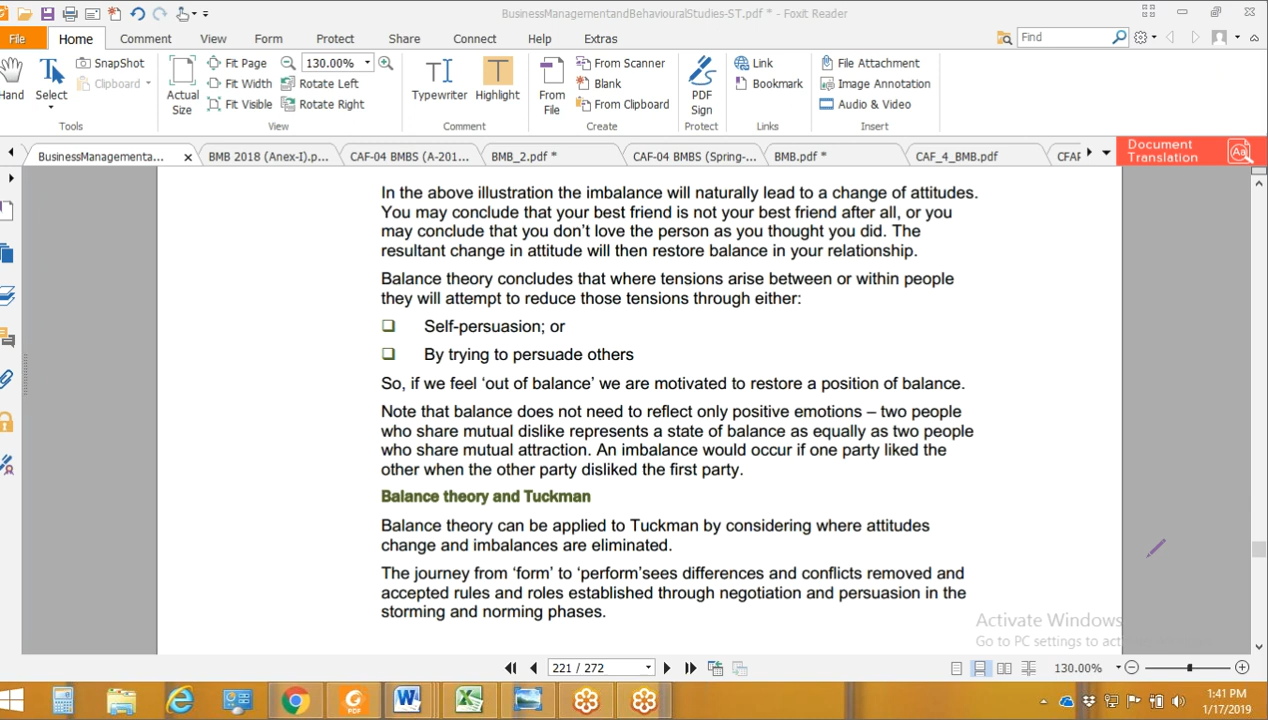 BusinessManagementandBehaviouralStudies-ST.pdf * - Foxit Reader
File Home Comment View Form Protect Share Connect Help Extras Find
Hand
Select
SnapShot
Clipboard
Actual
Size
Fit Page
Fit Width
Fit Visible
130.00%
Rotate Left
Rotate Right
Typewriter
Highlight
From
File
From Scanner
Blank
From Clipboard
PDF
Sign
Link
Bookmark
File Attachment
Image Annotation
Audio & Video
Tools View Comment Create Protect Links Insert
BusinessManagementa... BMB 2018 (Anex-I).p... CAF-04 BMBS (A-201... BMB_2.pdf * CAF-04 BMBS (Spring-... BMB.pdf * CAF_4_BMB.pdf CFAP
Document
Translation
In the above illustration the imbalance will naturally lead to a change of attitudes.
You may conclude that your best friend is not your best friend after all, or you
may conclude that you don't love the person as you thought you did. The
resultant change in attitude will then restore balance in your relationship.
Balance theory concludes that where tensions arise between or within people
they will attempt to reduce those tensions through either:
❑ Self-persuasion; or
❑ By trying to persuade others
So, if we feel 'out of balance' we are motivated to restore a position of balance.
Note that balance does not need to reflect only positive emotions – two people
who share mutual dislike represents a state of balance as equally as two people
who share mutual attraction. An imbalance would occur if one party liked the
other when the other party disliked the first party.
Balance theory and Tuckman
Balance theory can be applied to Tuckman by considering where attitudes
change and imbalances are eliminated.
The journey from 'form' to 'perform'sees differences and conflicts removed and
accepted rules and roles established through negotiation and persuasion in the
storming and norming phases.
Activate Windows
Go to PC settings to
221 / 272
130.00%
1:41 PM
1/17/2019